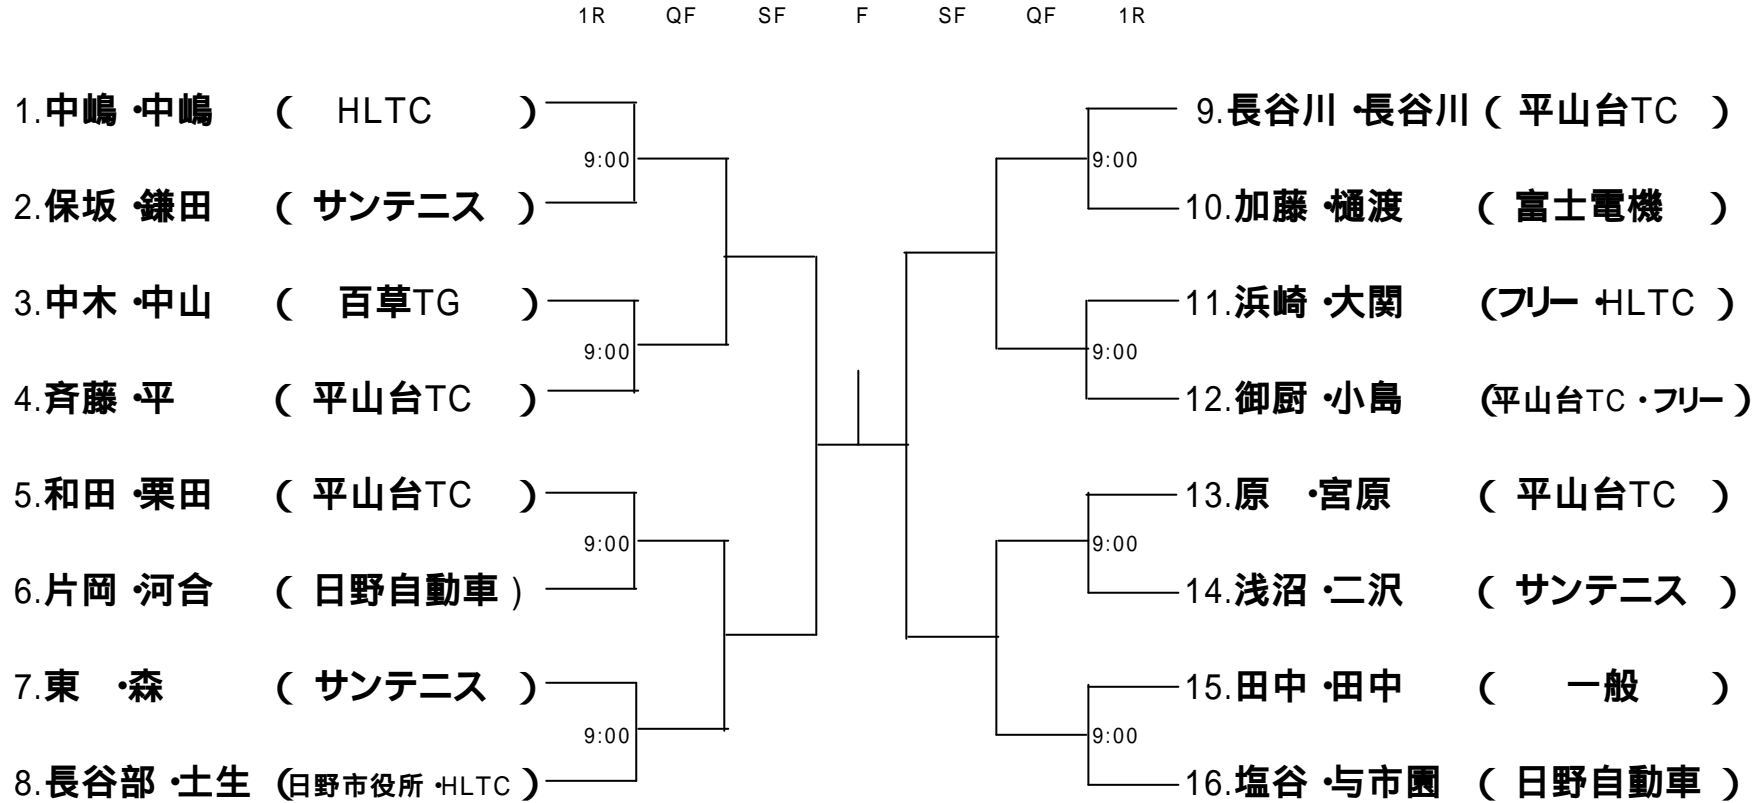 1R QF SF F SF QF 1R
1.中嶋・中嶋 ( HLTC )
9:00
2.保坂・鎌田 ( サンテニス )
3.中木・中山 ( 百草TG )
9:00
4.斉藤・平 ( 平山台TC )
5.和田・栗田 ( 平山台TC )
9:00
6.片岡・河合 ( 日野自動車 )
7.東 ・森 ( サンテニス )
9:00
8.長谷部・土生 (日野市役所・HLTC )
9.長谷川・長谷川 ( 平山台TC )
9:00
10.加藤・樋渡 ( 富士電機 )
11.浜崎・大関 (フリー・HLTC )
9:00
12.御厨・小島 (平山台TC・フリー )
13.原 ・宮原 ( 平山台TC )
9:00
14.浅沼・二沢 ( サンテニス )
15.田中・田中 ( 一般 )
9:00
16.塩谷・与市園 ( 日野自動車 )